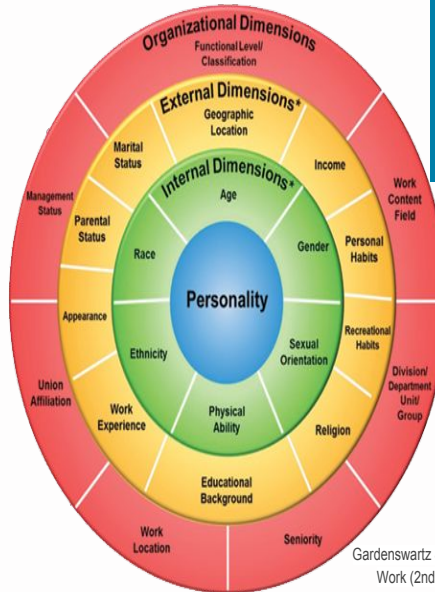 Organizational Dimensions
Functional Level/
Classification
External Dimensions*
Geographic
Location
Marital
Status
Income
Internal Dimensions*
Age
Management
Status
Work
Content
Field
Parental
Status
Race
Gender
Personal
Habits
Personality
Appearance
Ethnicity
Sexual
Orientation
Recreational
Habits
Union
Affiliation
Division/
Department
Unit/
Group
Work
Experience
Physical
Ability
Religion
Educational
Background
Work
Location
Seniority
Gardenswartz
Work (2nd